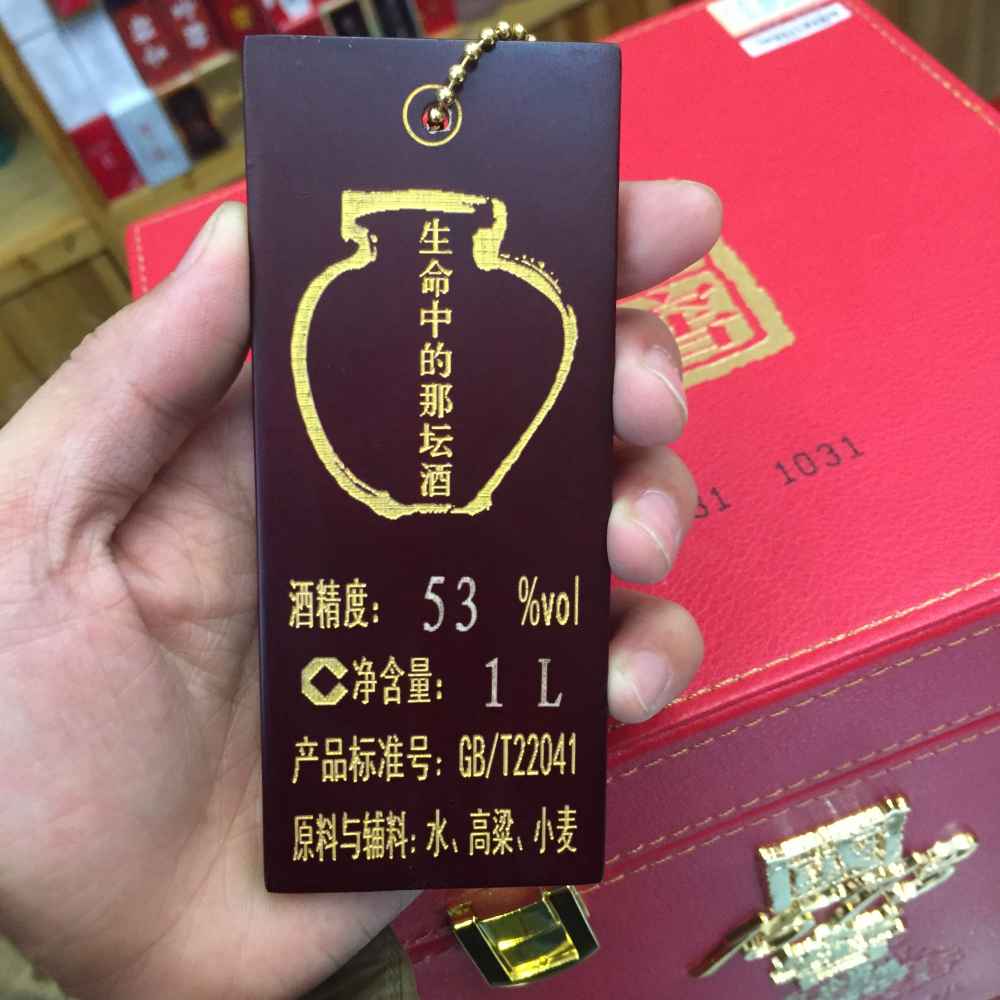 生命中的那坛酒
酒精度： 53 %vol
净含量： 1 L
产品标准号：GB/T22041
原料与辅料：水、高粱、小麦
31 1031